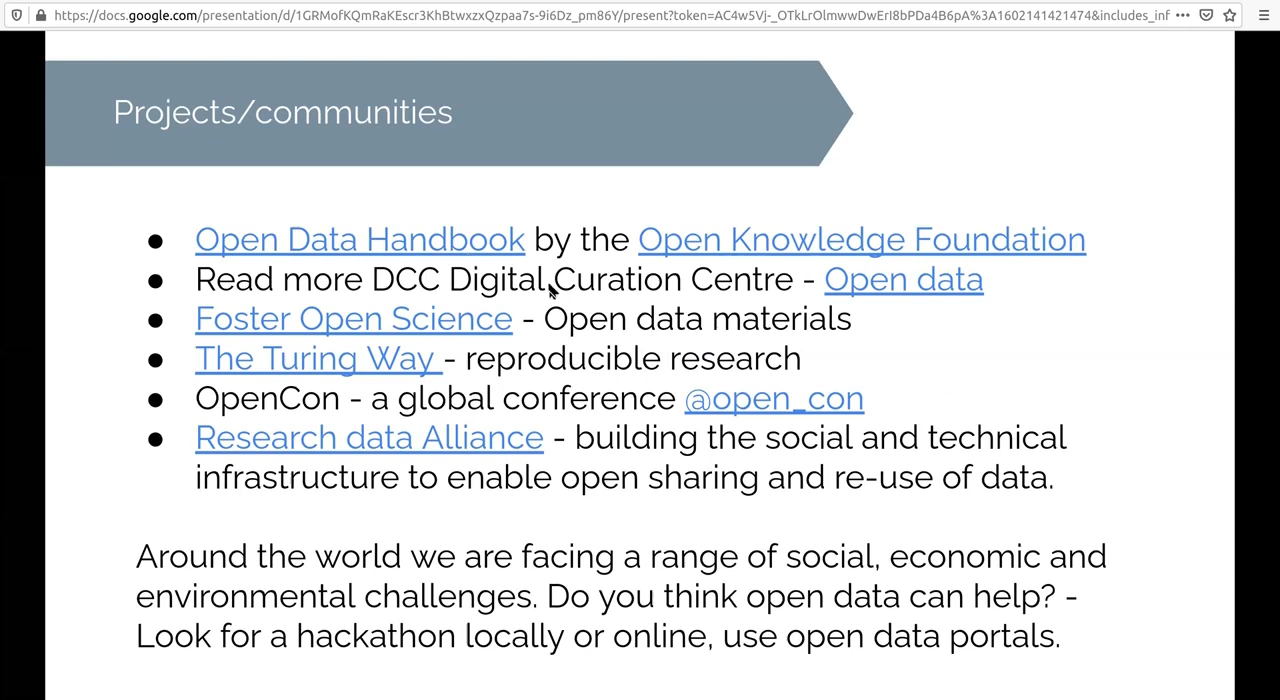 https://docs.google.com/presentation/d/1GRMofKQmRaKEscr3KhBtwxzxQzpaa7s-9i6Dz_pm86Y/present?token=AC4w5Vj-_OTkLrOlmwwDwErI8bPDa4B6pA%3A1602141421474&includes_inf
Projects/communities
● Open Data Handbook by the Open Knowledge Foundation
● Read more DCC Digital Curation Centre - Open data
● Foster Open Science - Open data materials
● The Turing Way - reproducible research
● OpenCon - a global conference @open_con
● Research data Alliance - building the social and technical
infrastructure to enable open sharing and re-use of data.
Around the world we are facing a range of social, economic and
environmental challenges. Do you think open data can help? -
Look for a hackathon locally or online, use open data portals.